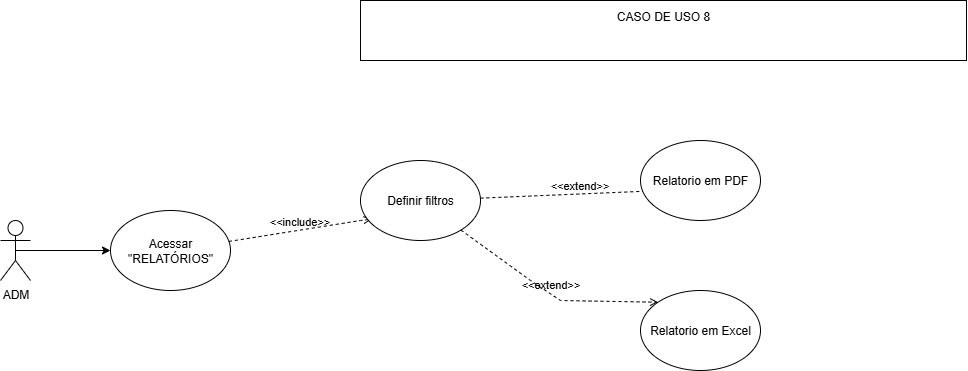 CASO DE USO 8
Relatorio em PDF
<<extend>>
Definir filtros
<<include>>
Acessar
"RELATÓRIOS"
ADM
<<extend>>
Relatorio em Excel